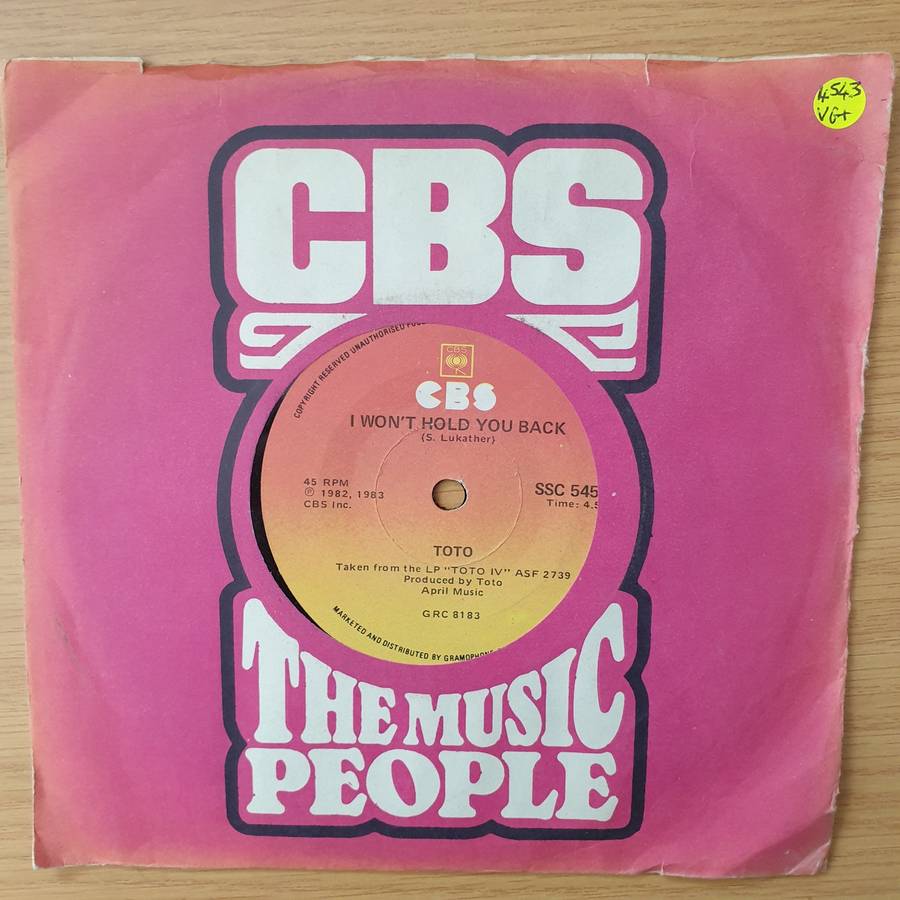 4543
VG+
CBS
COPYRIGHT RESERVED UNAUTHORISED
CBS
CBS
I WON'T HOLD YOU BACK
(S. Lukather)
45 RPM
℗ 1982, 1983
CBS Inc.
SSC 545
Time: 4.5
TOTO
Taken from the LP "TOTO IV" ASF 2739
Produced by Toto
April Music
GRC 8183
MARKETED AND DISTRIBUTED BY GRAMOPHONE
THE MUSIC
PEOPLE